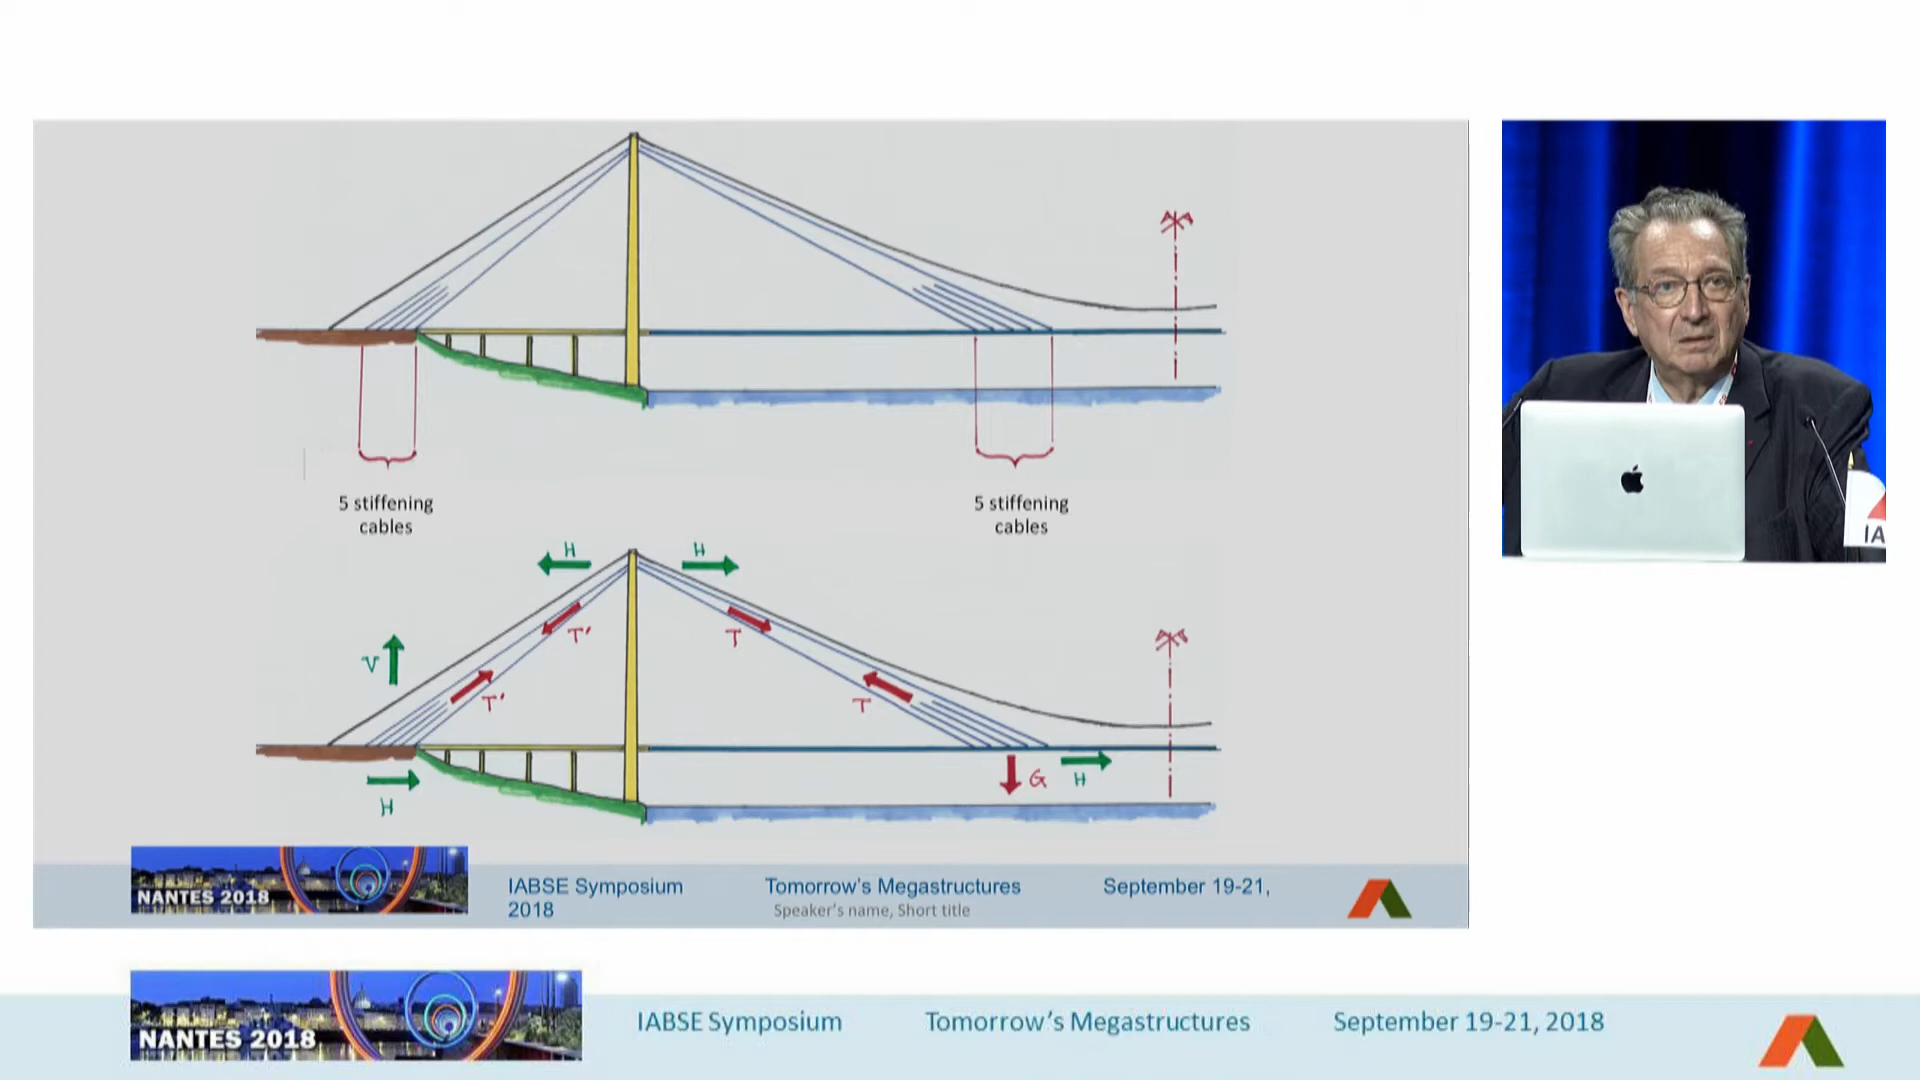 5 stiffening
cables
5 stiffening
cables
H
H
T'
T
V
T'
T
G
H
H
NANTES 2018
IABSE Symposium Tomorrow's Megastructures September 19-21,
2018
Speaker's name, Short title
IA
NANTES 2018
IABSE Symposium Tomorrow's Megastructures September 19-21, 2018